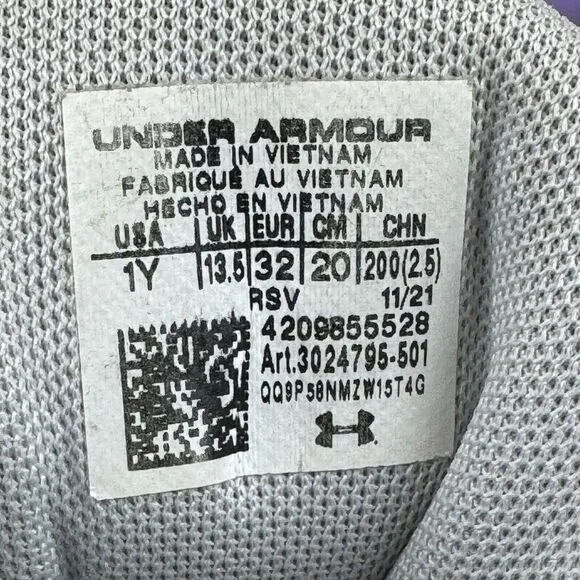 UNDER ARMOUR
MADE IN VIETNAM
FABRIQUE AU VIETNAM
HECHO EN VIETNAM
USA UK EUR CM CHN
1Y 13.5 32 20 200(2.5)
RSV 11/21
4209855528
Art.3024795-501
QQ9P58NMZW15T4G